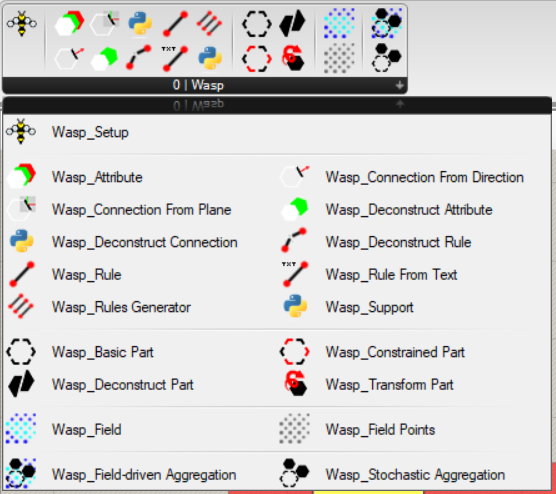 TXT
0 | Wasp
0 | Wasp
Wasp_Setup
Wasp_Attribute
Wasp_Connection From Direction
Wasp_Connection From Plane
Wasp_Deconstruct Attribute
Wasp_Deconstruct Connection
Wasp_Deconstruct Rule
Wasp_Rule
TXT
Wasp_Rule From Text
Wasp_Rules Generator
Wasp_Support
Wasp_Basic Part
Wasp_Constrained Part
Wasp_Deconstruct Part
Wasp_Transform Part
Wasp_Field
Wasp_Field Points
Wasp_Field-driven Aggregation
Wasp_Stochastic Aggregation